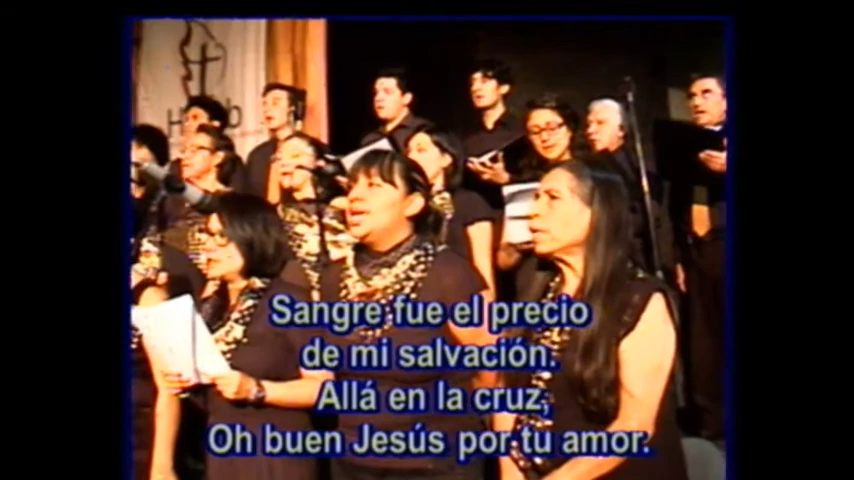 Sangre fue el precio
de mi salvación.
Allá en la cruz,
Oh buen Jesús por tu amor.